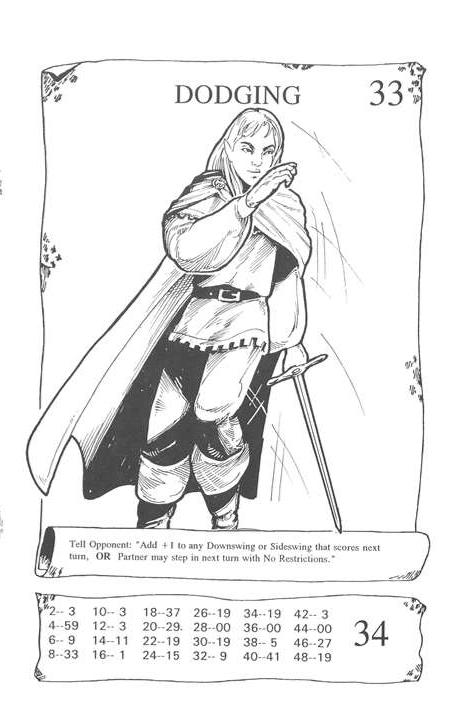 DODGING 33
Tell Opponent: "Add +1 to any Downswing or Sideswing that scores next
turn, OR Partner may step in next turn with No Restrictions."
2-- 3 10-- 3 18--37 26--19 34--19 42-- 3
4--59 12-- 3 20--29. 28--00 36--00 44--00
6-- 9 14--11 22--19 30--19 38-- 5 46--27
8--33 16-- 1 24--15 32-- 9 40--41 48--19
34